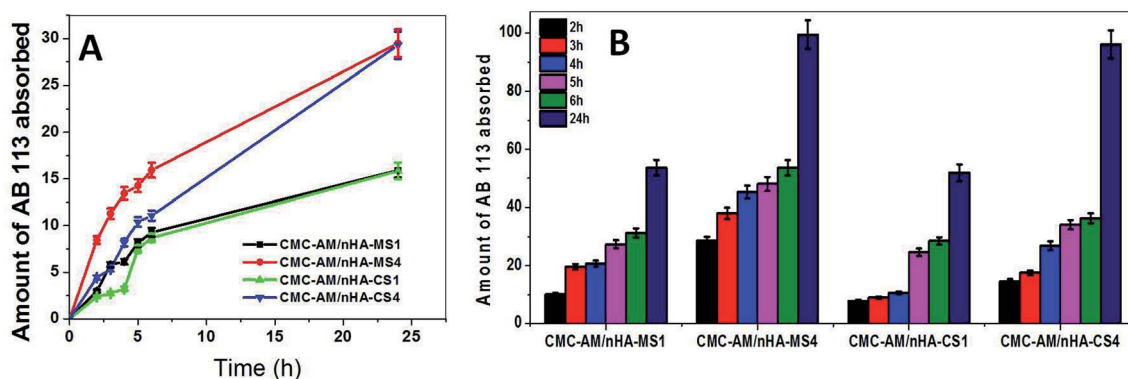 A
Amount of AB 113 absorbed
30
25
20
15
10
5
0
CMC-AM/nHA-MS1
CMC-AM/nHA-MS4
CMC-AM/nHA-CS1
CMC-AM/nHA-CS4
0 5 10 15 20 25
Time (h)
B
Amount of AB 113 absorbed
100
80
60
40
20
0
2h
3h
4h
5h
6h
24h
CMC-AM/nHA-MS1 CMC-AM/nHA-MS4 CMC-AM/nHA-CS1 CMC-AM/nHA-CS4